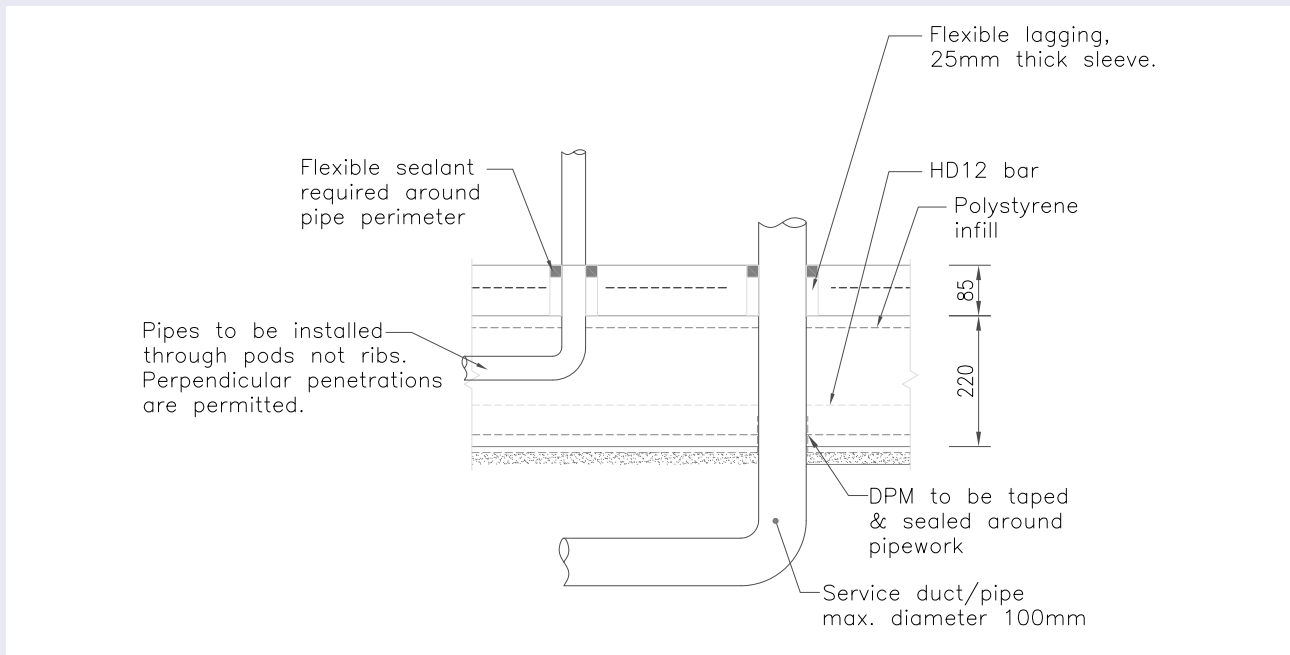 Flexible lagging,
25mm thick sleeve.
Flexible sealant
required around
pipe perimeter
HD12 bar
Polystyrene
infill
85
Pipes to be installed
through pods not ribs.
Perpendicular penetrations
are permitted.
220
DPM to be taped
& sealed around
pipework
Service duct/pipe
max. diameter 100mm